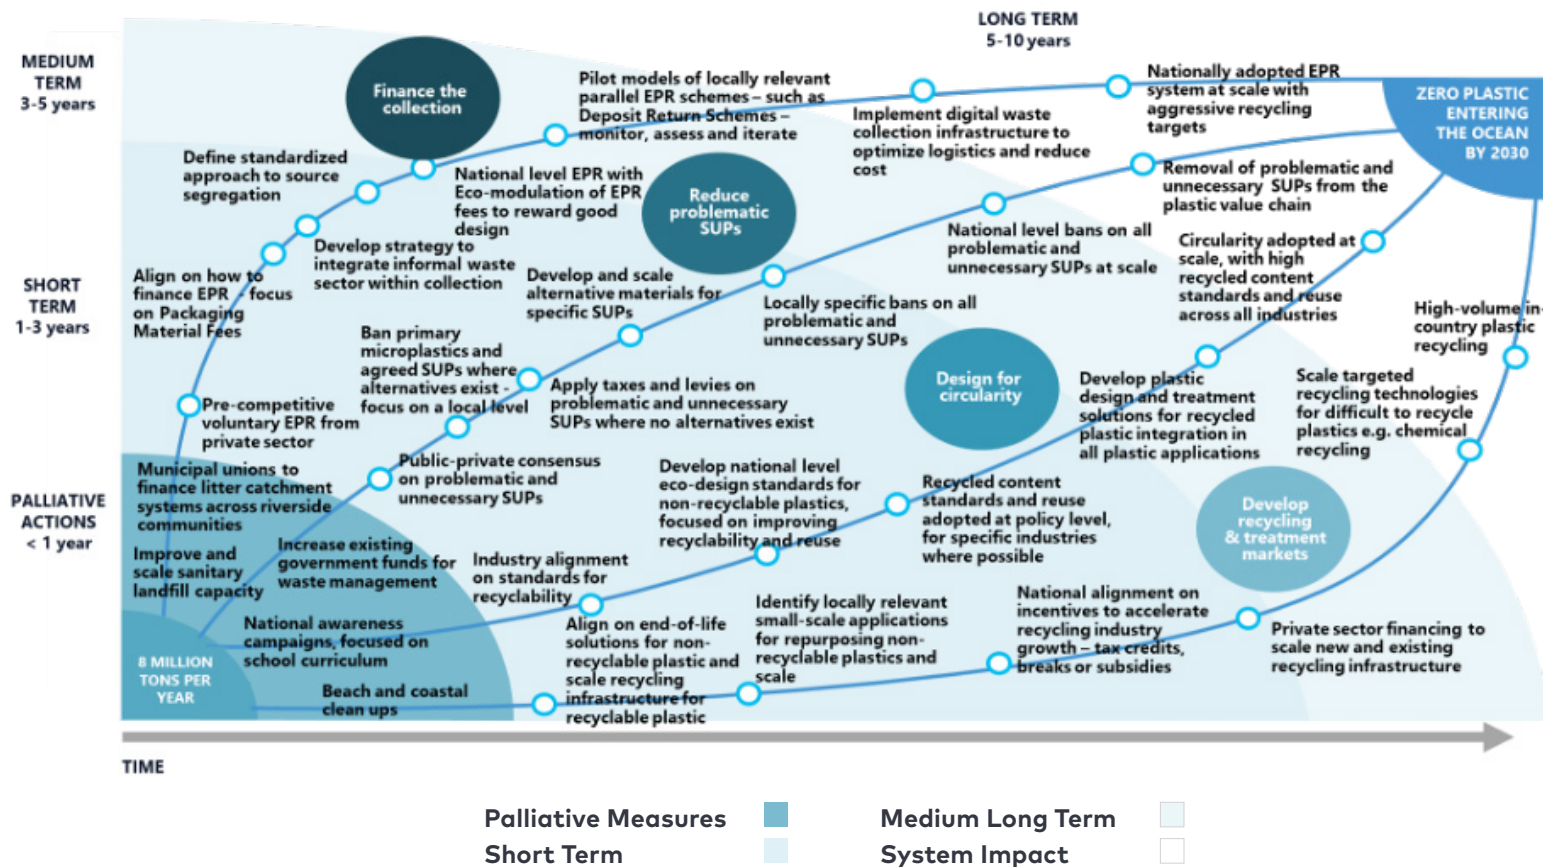 LONG TERM
5-10 years
MEDIUM
TERM
3-5 years
SHORT
TERM
1-3 years
PALLIATIVE
ACTIONS
< 1 year
Finance the
collection
Pilot models of locally relevant
parallel EPR schemes – such as
Deposit Return Schemes –
monitor, assess and iterate
Implement digital waste
collection infrastructure to
optimize logistics and reduce
cost
Nationally adopted EPR
system at scale with
aggressive recycling
targets
ZERO PLASTIC
ENTERING
THE OCEAN
BY 2030
Define standardized
approach to source
segregation
National level EPR with
Eco-modulation of EPR
fees to reward good
design
Reduce
problematic
SUPs
Removal of problematic and
unnecessary SUPs from the
plastic value chain
Align on how to
finance EPR - focus
on Packaging
Material Fees
Develop strategy to
integrate informal waste
sector within collection
Develop and scale
alternative materials for
specific SUPs
National level bans on all
problematic and
unnecessary SUPs at scale
Circularity adopted at
scale, with high
recycled content
standards and reuse
across all industries
Locally specific bans on all
problematic and
unnecessary SUPs
High-volume in-
country plastic
recycling
Ban primary
microplastics and
agreed SUPs where
alternatives exist -
focus on a local level
Apply taxes and levies on
problematic and unnecessary
SUPs where no alternatives exist
Design for
circularity
Develop plastic
design and treatment
solutions for recycled
plastic integration in
all plastic applications
Scale targeted
recycling technologies
for difficult to recycle
plastics e.g. chemical
recycling
Pre-competitive
voluntary EPR from
private sector
Municipal unions to
finance litter catchment
systems across riverside
communities
Public-private consensus
on problematic and
unnecessary SUPs
Develop national level
eco-design standards for
non-recyclable plastics,
focused on improving
recyclability and reuse
Recycled content
standards and reuse
adopted at policy level,
for specific industries
where possible
Develop
recycling
& treatment
markets
Improve and
scale sanitary
landfill capacity
Increase existing
government funds for
waste management
Industry alignment
on standards for
recyclability
National awareness
campaigns, focused on
school curriculum
Align on end-of-life
solutions for non-
recyclable plastic and
scale recycling
infrastructure for
recyclable plastic
Identify locally relevant
small-scale applications
for repurposing non-
recyclable plastics and
scale
National alignment on
incentives to accelerate
recycling industry
growth – tax credits,
breaks or subsidies
Private sector financing to
scale new and existing
recycling infrastructure
8 MILLION
TONS PER
YEAR
Beach and coastal
clean ups
TIME
Palliative Measures
Short Term
Medium Long Term
System Impact